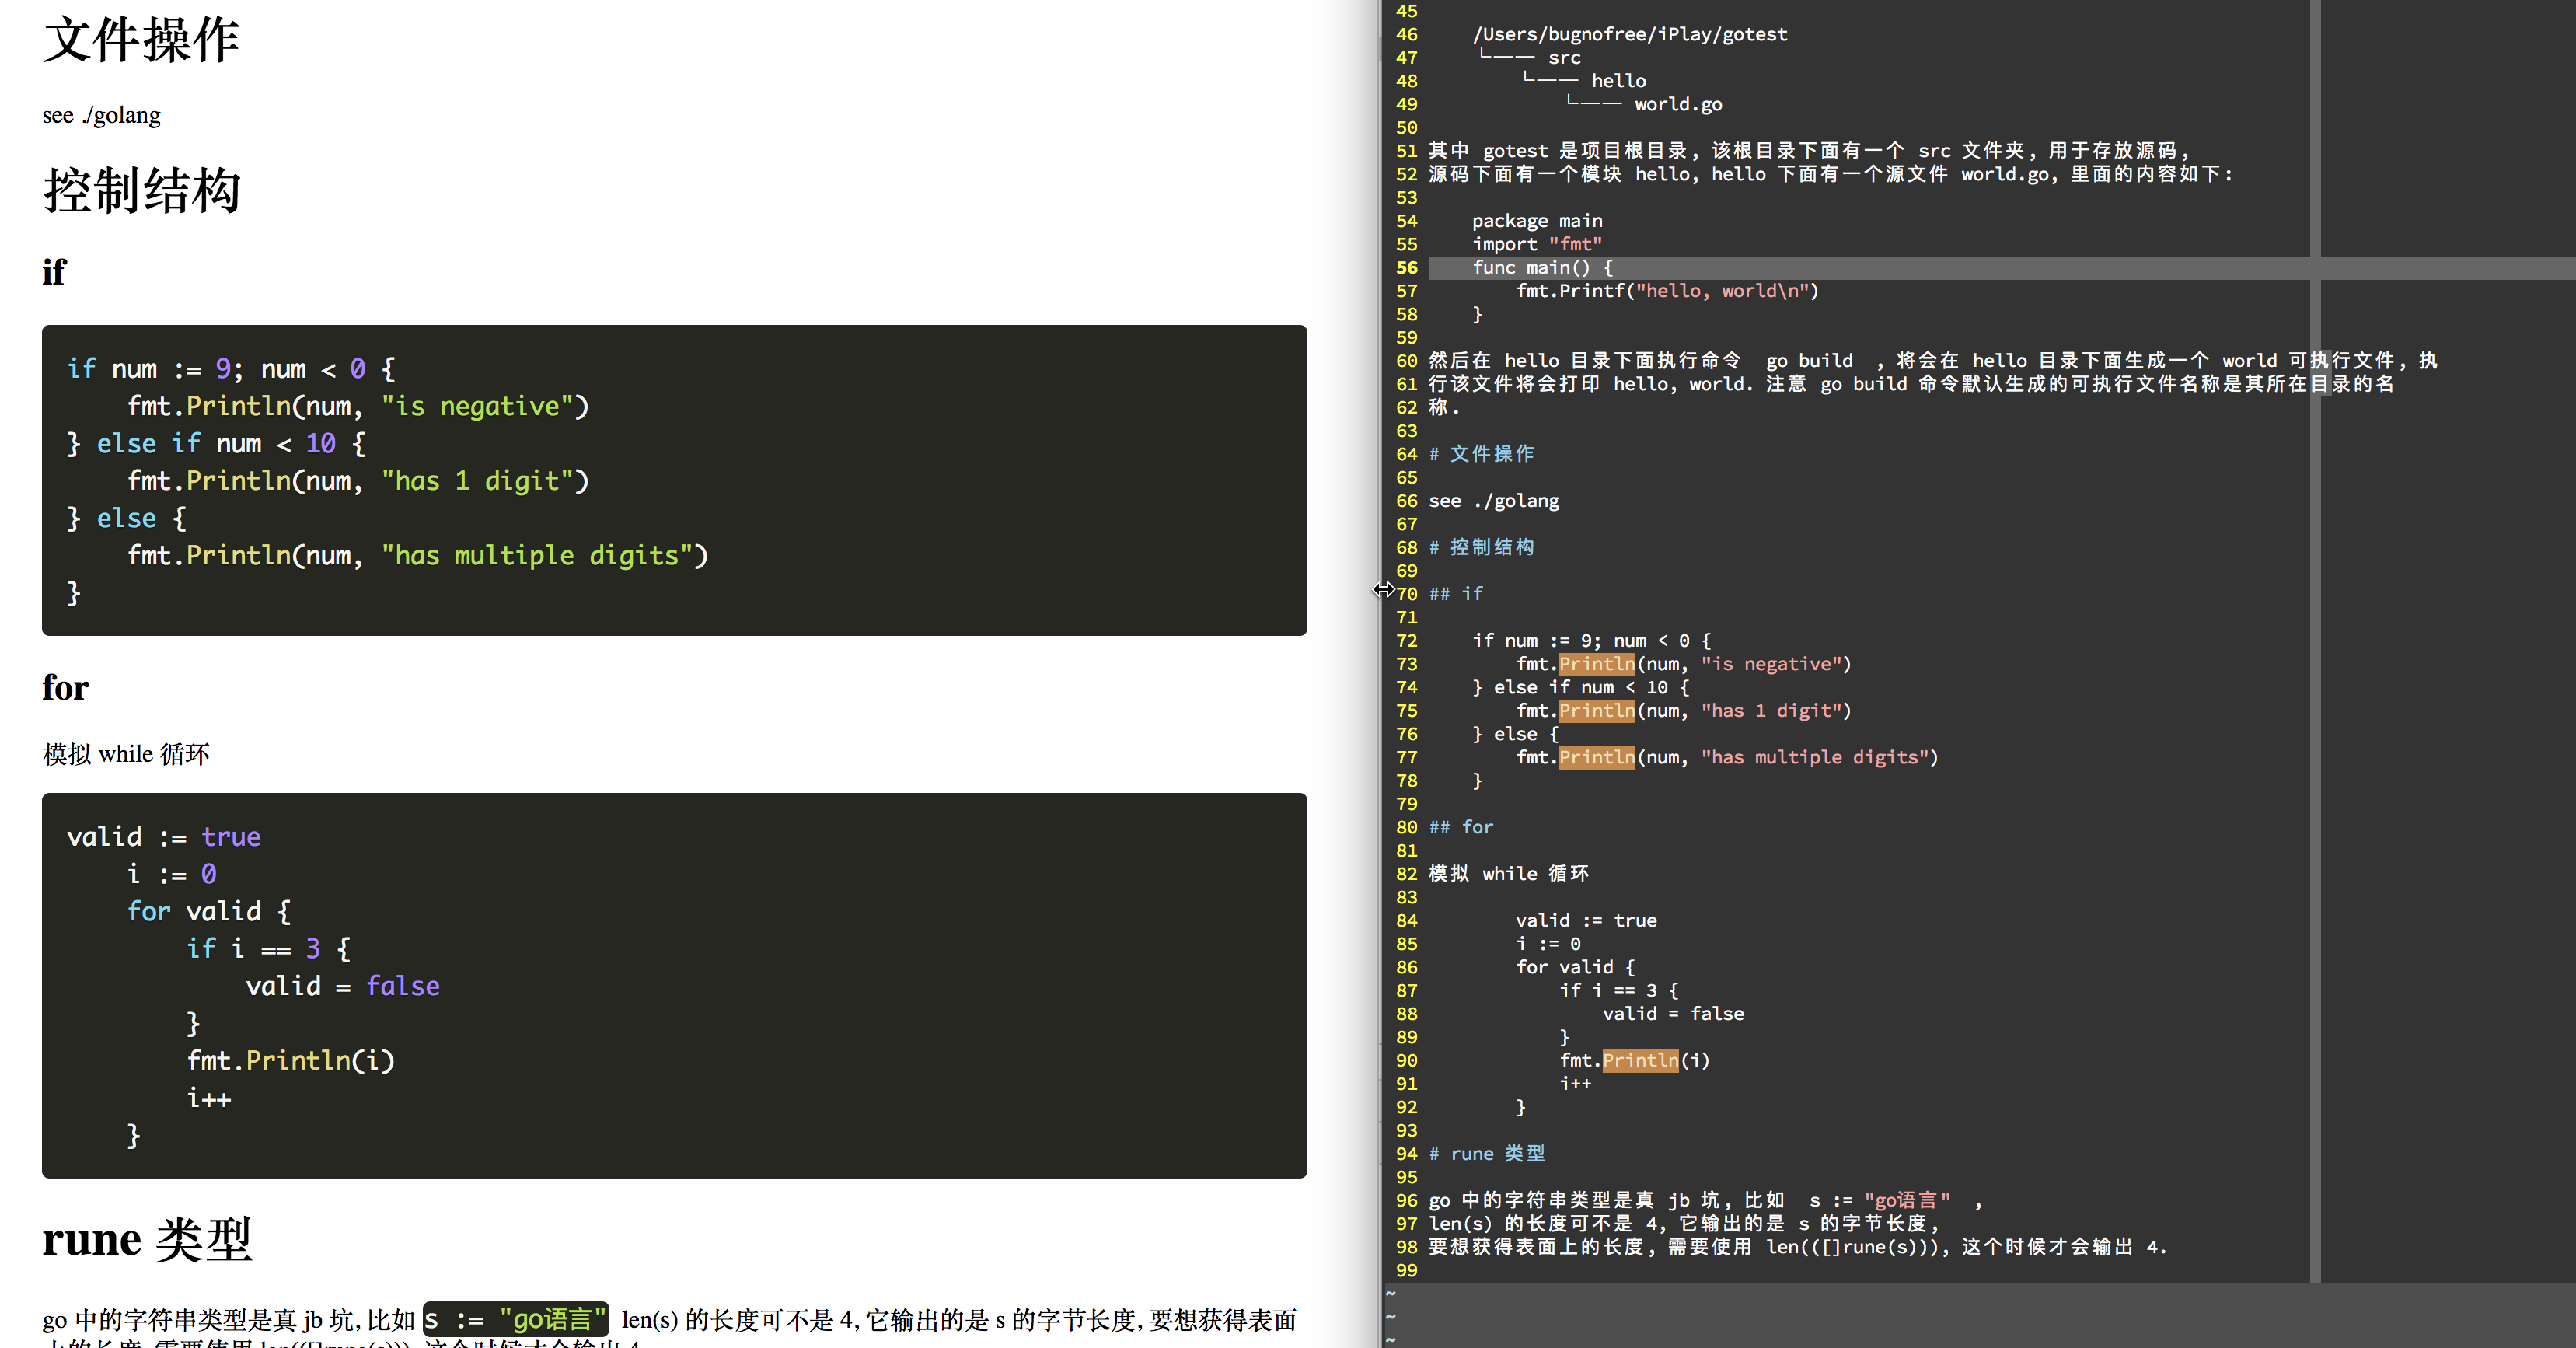 文件操作
see ./golang
控制结构
if
if num := 9; num < 0 {
    fmt.Println(num, "is negative")
} else if num < 10 {
    fmt.Println(num, "has 1 digit")
} else {
    fmt.Println(num, "has multiple digits")
}
for
模拟 while 循环
valid := true
    i := 0
    for valid {
        if i == 3 {
            valid = false
        }
        fmt.Println(i)
        i++
    }
rune 类型
go 中的字符串类型是真 jb 坑, 比如 s := "go语言" len(s) 的长度可不是 4, 它输出的是 s 的字节长度, 要想获得表面
上的长度, 需要使用 len(([]rune(s))), 这个时候才会输出 4.
45
46     /Users/bugnofree/iPlay/gotest
47     └── src
48         └── hello
49             └── world.go
50
51 其中 gotest 是项目根目录, 该根目录下面有一个 src 文件夹, 用于存放源码,
52 源码下面有一个模块 hello, hello 下面有一个源文件 world.go, 里面的内容如下:
53
54     package main
55     import "fmt"
56     func main() {
57         fmt.Printf("hello, world\n")
58     }
59
60 然后在 hello 目录下面执行命令  go build  , 将会在 hello 目录下面生成一个 world 可执行文件, 执
61 行该文件将会打印 hello, world. 注意 go build 命令默认生成的可执行文件名称是其所在目录的名
62 称.
63
64 # 文件操作
65
66 see ./golang
67
68 # 控制结构
69
70 ## if
71
72     if num := 9; num < 0 {
73         fmt.Println(num, "is negative")
74     } else if num < 10 {
75         fmt.Println(num, "has 1 digit")
76     } else {
77         fmt.Println(num, "has multiple digits")
78     }
79
80 ## for
81
82 模拟 while 循环
83
84         valid := true
85         i := 0
86         for valid {
87             if i == 3 {
88                 valid = false
89             }
90             fmt.Println(i)
91             i++
92         }
93
94 # rune 类型
95
96 go 中的字符串类型是真 jb 坑, 比如  s := "go语言"  ,
97 len(s) 的长度可不是 4, 它输出的是 s 的字节长度,
98 要想获得表面上的长度, 需要使用 len(([]rune(s))), 这个时候才会输出 4.
99
~
~
~